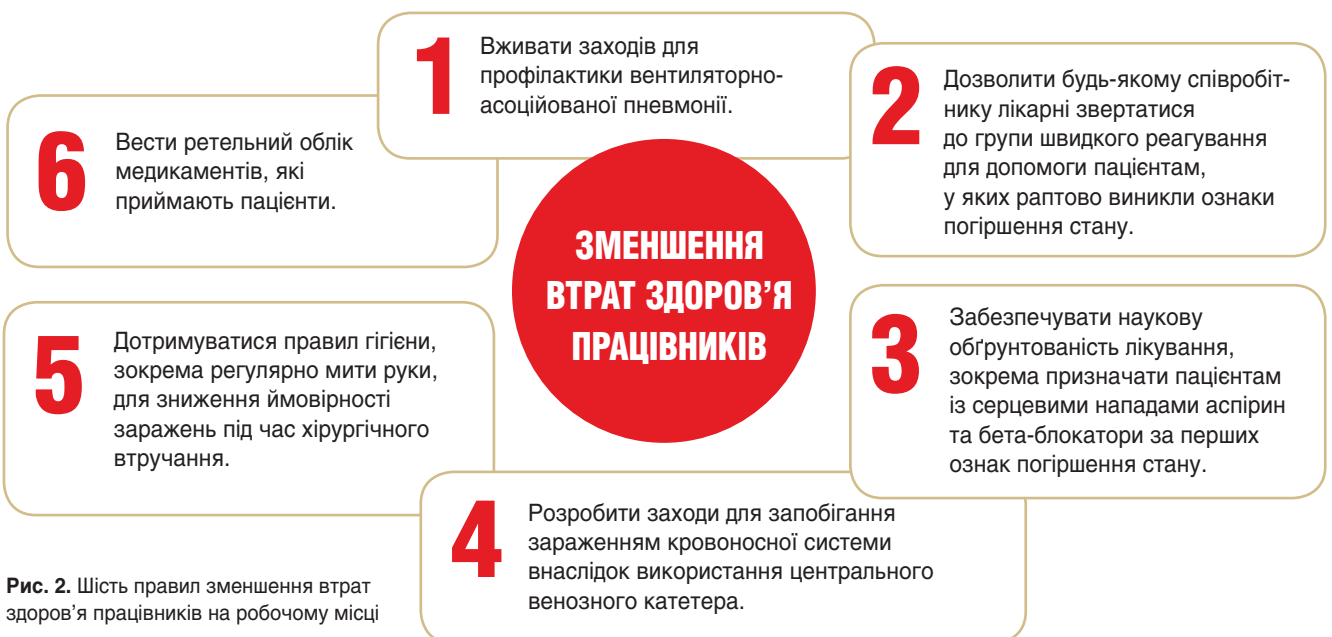 1
Вживати заходів для
профілактики вентиляторно-
асоційованої пневмонії.
2
Дозволити будь-якому співробіт-
нику лікарні звертатися
до групи швидкого реагування
для допомоги пацієнтам,
у яких раптово виникли ознаки
погіршення стану.
3
Забезпечувати наукову
обґрунтованість лікування,
зокрема призначати пацієнтам
із серцевими нападами аспірин
та бета-блокатори за перших
ознак погіршення стану.
4
Розробити заходи для запобігання
зараженням кровоносної системи
внаслідок використання центрального
венозного катетера.
5
Дотримуватися правил гігієни,
зокрема регулярно мити руки,
для зниження ймовірності
заражень під час хірургічного
втручання.
6
Вести ретельний облік
медикаментів, які
приймають пацієнти.
ЗМЕНШЕННЯ
ВТРАТ ЗДОРОВ’Я
ПРАЦІВНИКІВ
Рис. 2. Шість правил зменшення втрат
здоров’я працівників на робочому місці